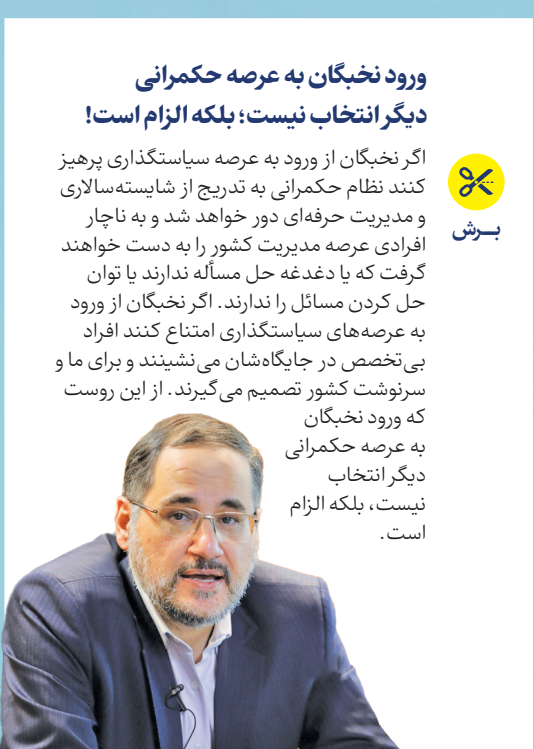 ورود نخبگان به عرصه حکمرانی
دیگر انتخاب نیست؛ بلکه الزام است!
برش
اگر نخبگان از ورود به عرصه سیاستگذاری پرهیز
کنند نظام حکمرانی به تدریج از شایسته‌سالاری
و مدیریت حرفه‌ای دور خواهد شد و به ناچار
افرادی عرصه مدیریت کشور را به دست خواهند
گرفت که یا دغدغه حل مسأله ندارند یا توان
حل کردن مسائل را ندارند. اگر نخبگان از ورود
به عرصه‌های سیاستگذاری امتناع کنند افراد
بی‌تخصص در جایگاه‌شان می‌نشینند و برای ما و
سرنوشت کشور تصمیم می‌گیرند. از این روست
که ورود نخبگان
به عرصه حکمرانی
دیگر انتخاب
نیست، بلکه الزام
است.